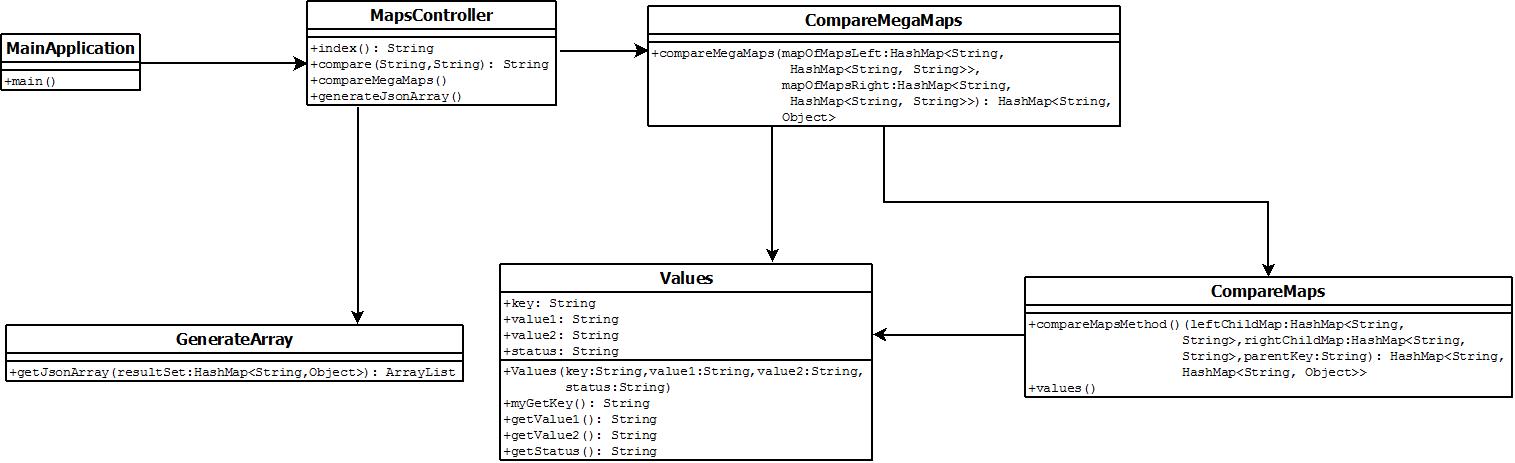 MainApplication
+main()
MapsController
+index(): String
+compare(String,String): String
+compareMegaMaps()
+generateJsonArray()
CompareMegaMaps
+compareMegaMaps(mapOfMapsLeft:HashMap<String,
HashMap<String, String>>,
mapOfMapsRight:HashMap<String,
HashMap<String, String>>): HashMap<String,
Object>
GenerateArray
+getJsonArray(resultSet:HashMap<String,Object>): ArrayList
Values
+key: String
+value1: String
+value2: String
+status: String
+Values(key:String,value1:String,value2:String,
status:String)
+myGetKey(): String
+getValue1(): String
+getValue2(): String
+getStatus(): String
CompareMaps
+compareMapsMethod()(leftChildMap:HashMap<String,
String>,rightChildMap:HashMap<String,
String>,parentKey:String): HashMap<String,
HashMap<String, Object>>
+values()